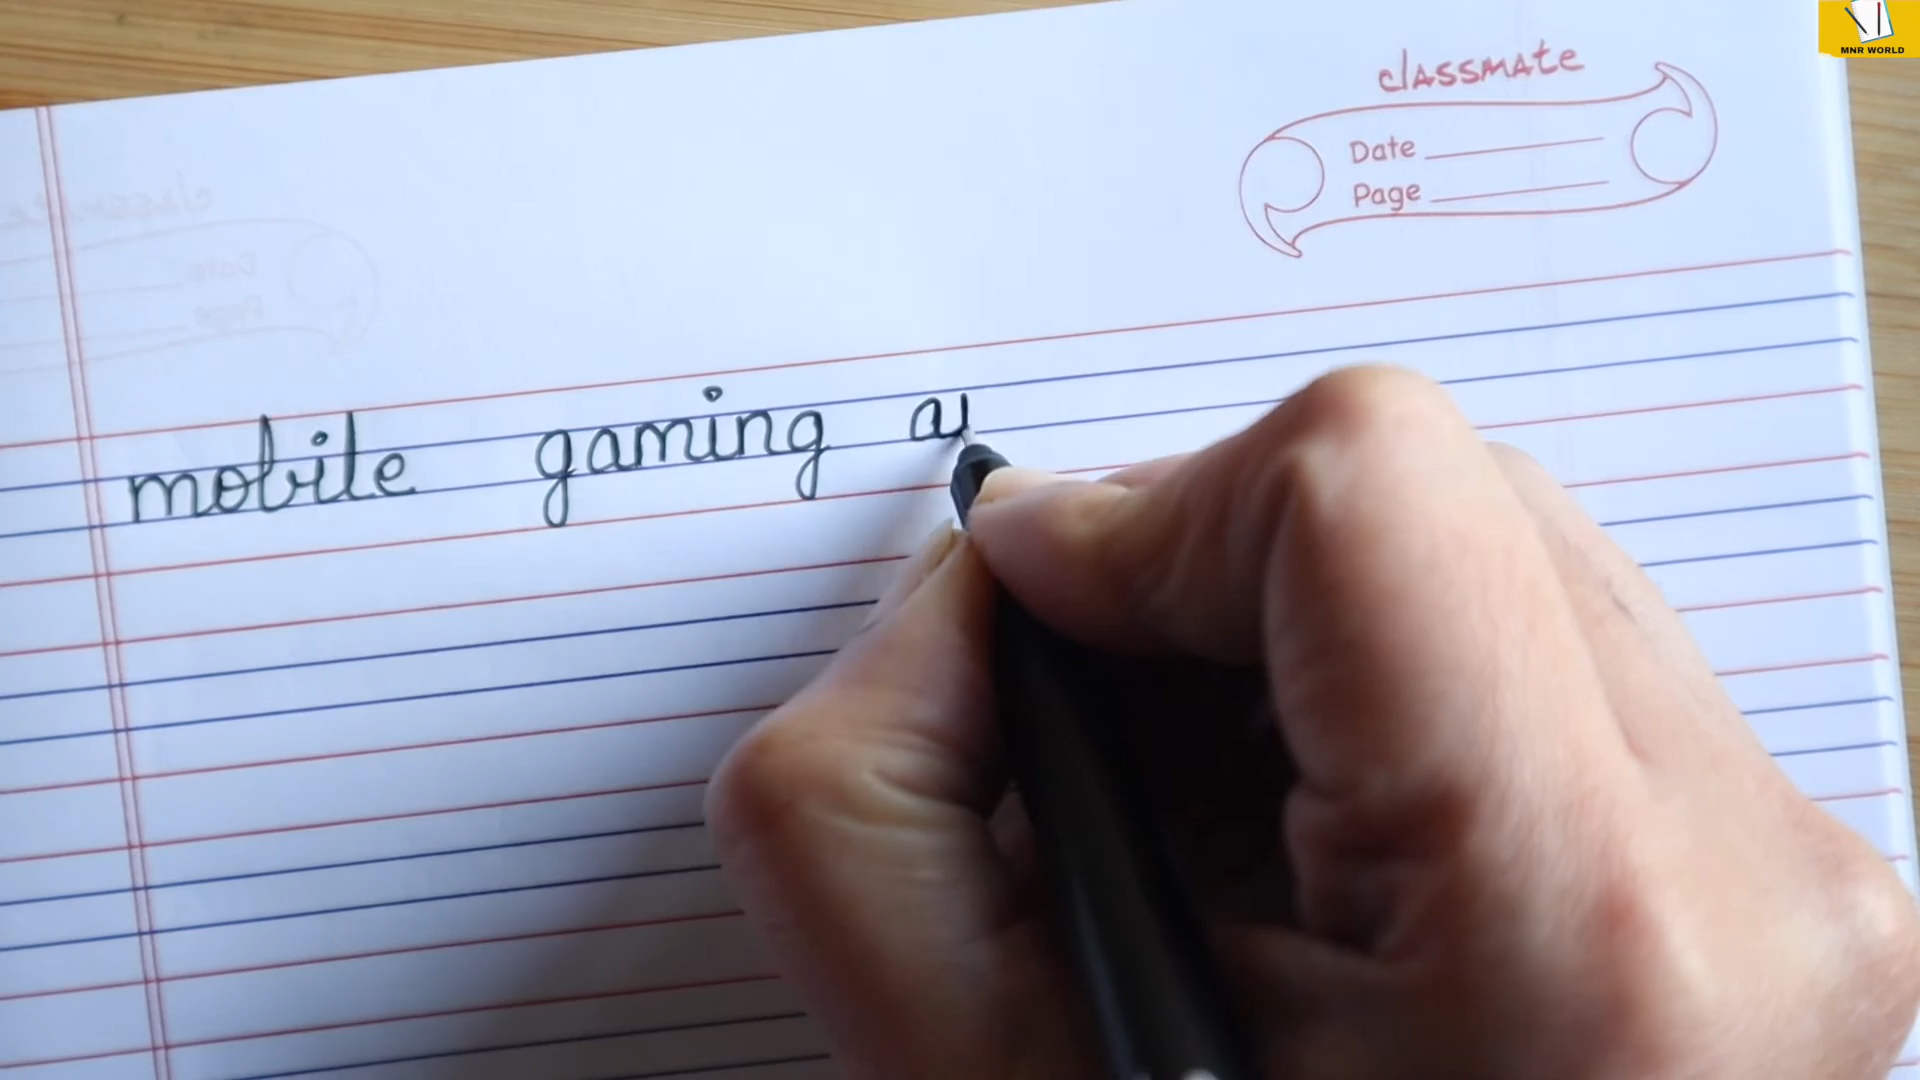 MNR WORLD
classmate
Date
Page
mobile gaming a